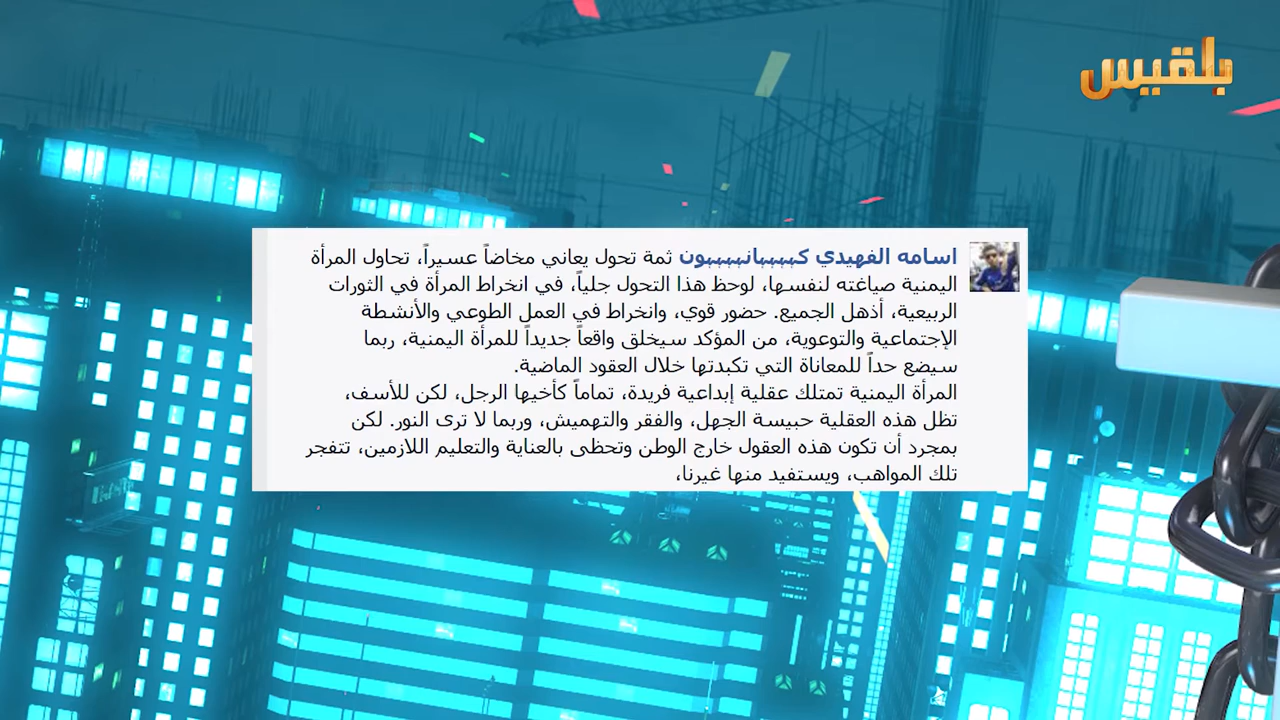 بلقيس
اسامه الفهيدي كـيـيـيـيـانـيـيـيـيـون ثمة تحول يعاني مخاضاً عسيراً، تحاول المرأة
اليمنية صياغته لنفسها، لوحظ هذا التحول جلياً، في انخراط المرأة في الثورات
الربيعية، أذهل الجميع. حضور قوي، وانخراط في العمل الطوعي والأنشطة
الإجتماعية والتوعوية، من المؤكد سيخلق واقعاً جديداً للمرأة اليمنية، ربما
سيضع حداً للمعاناة التي تكبدتها خلال العقود الماضية.
المرأة اليمنية تمتلك عقلية إبداعية فريدة، تماماً كأخيها الرجل، لكن للأسف،
تظل هذه العقلية حبيسة الجهل، والفقر والتهميش، وربما لا ترى النور. لكن
بمجرد أن تكون هذه العقول خارج الوطن وتحظى بالعناية والتعليم اللازمين، تتفجر
تلك المواهب، ويستفيد منها غيرنا،